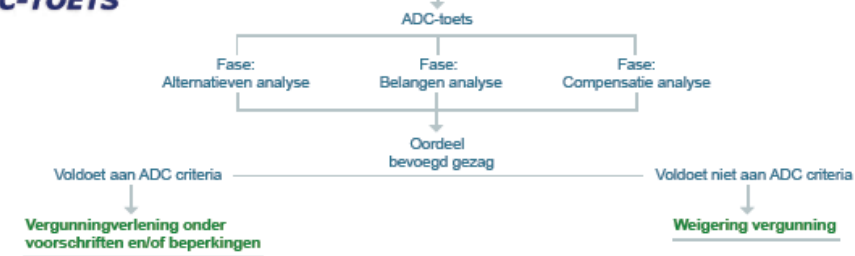 C-TOETS
ADC-toets
Fase:
Alternatieven analyse
Fase:
Belangen analyse
Fase:
Compensatie analyse
Oordeel
bevoegd gezag
Voldoet aan ADC criteria
Voldoet niet aan ADC criteria
Vergunningverlening onder
voorschriften en/of beperkingen
Weigering vergunning